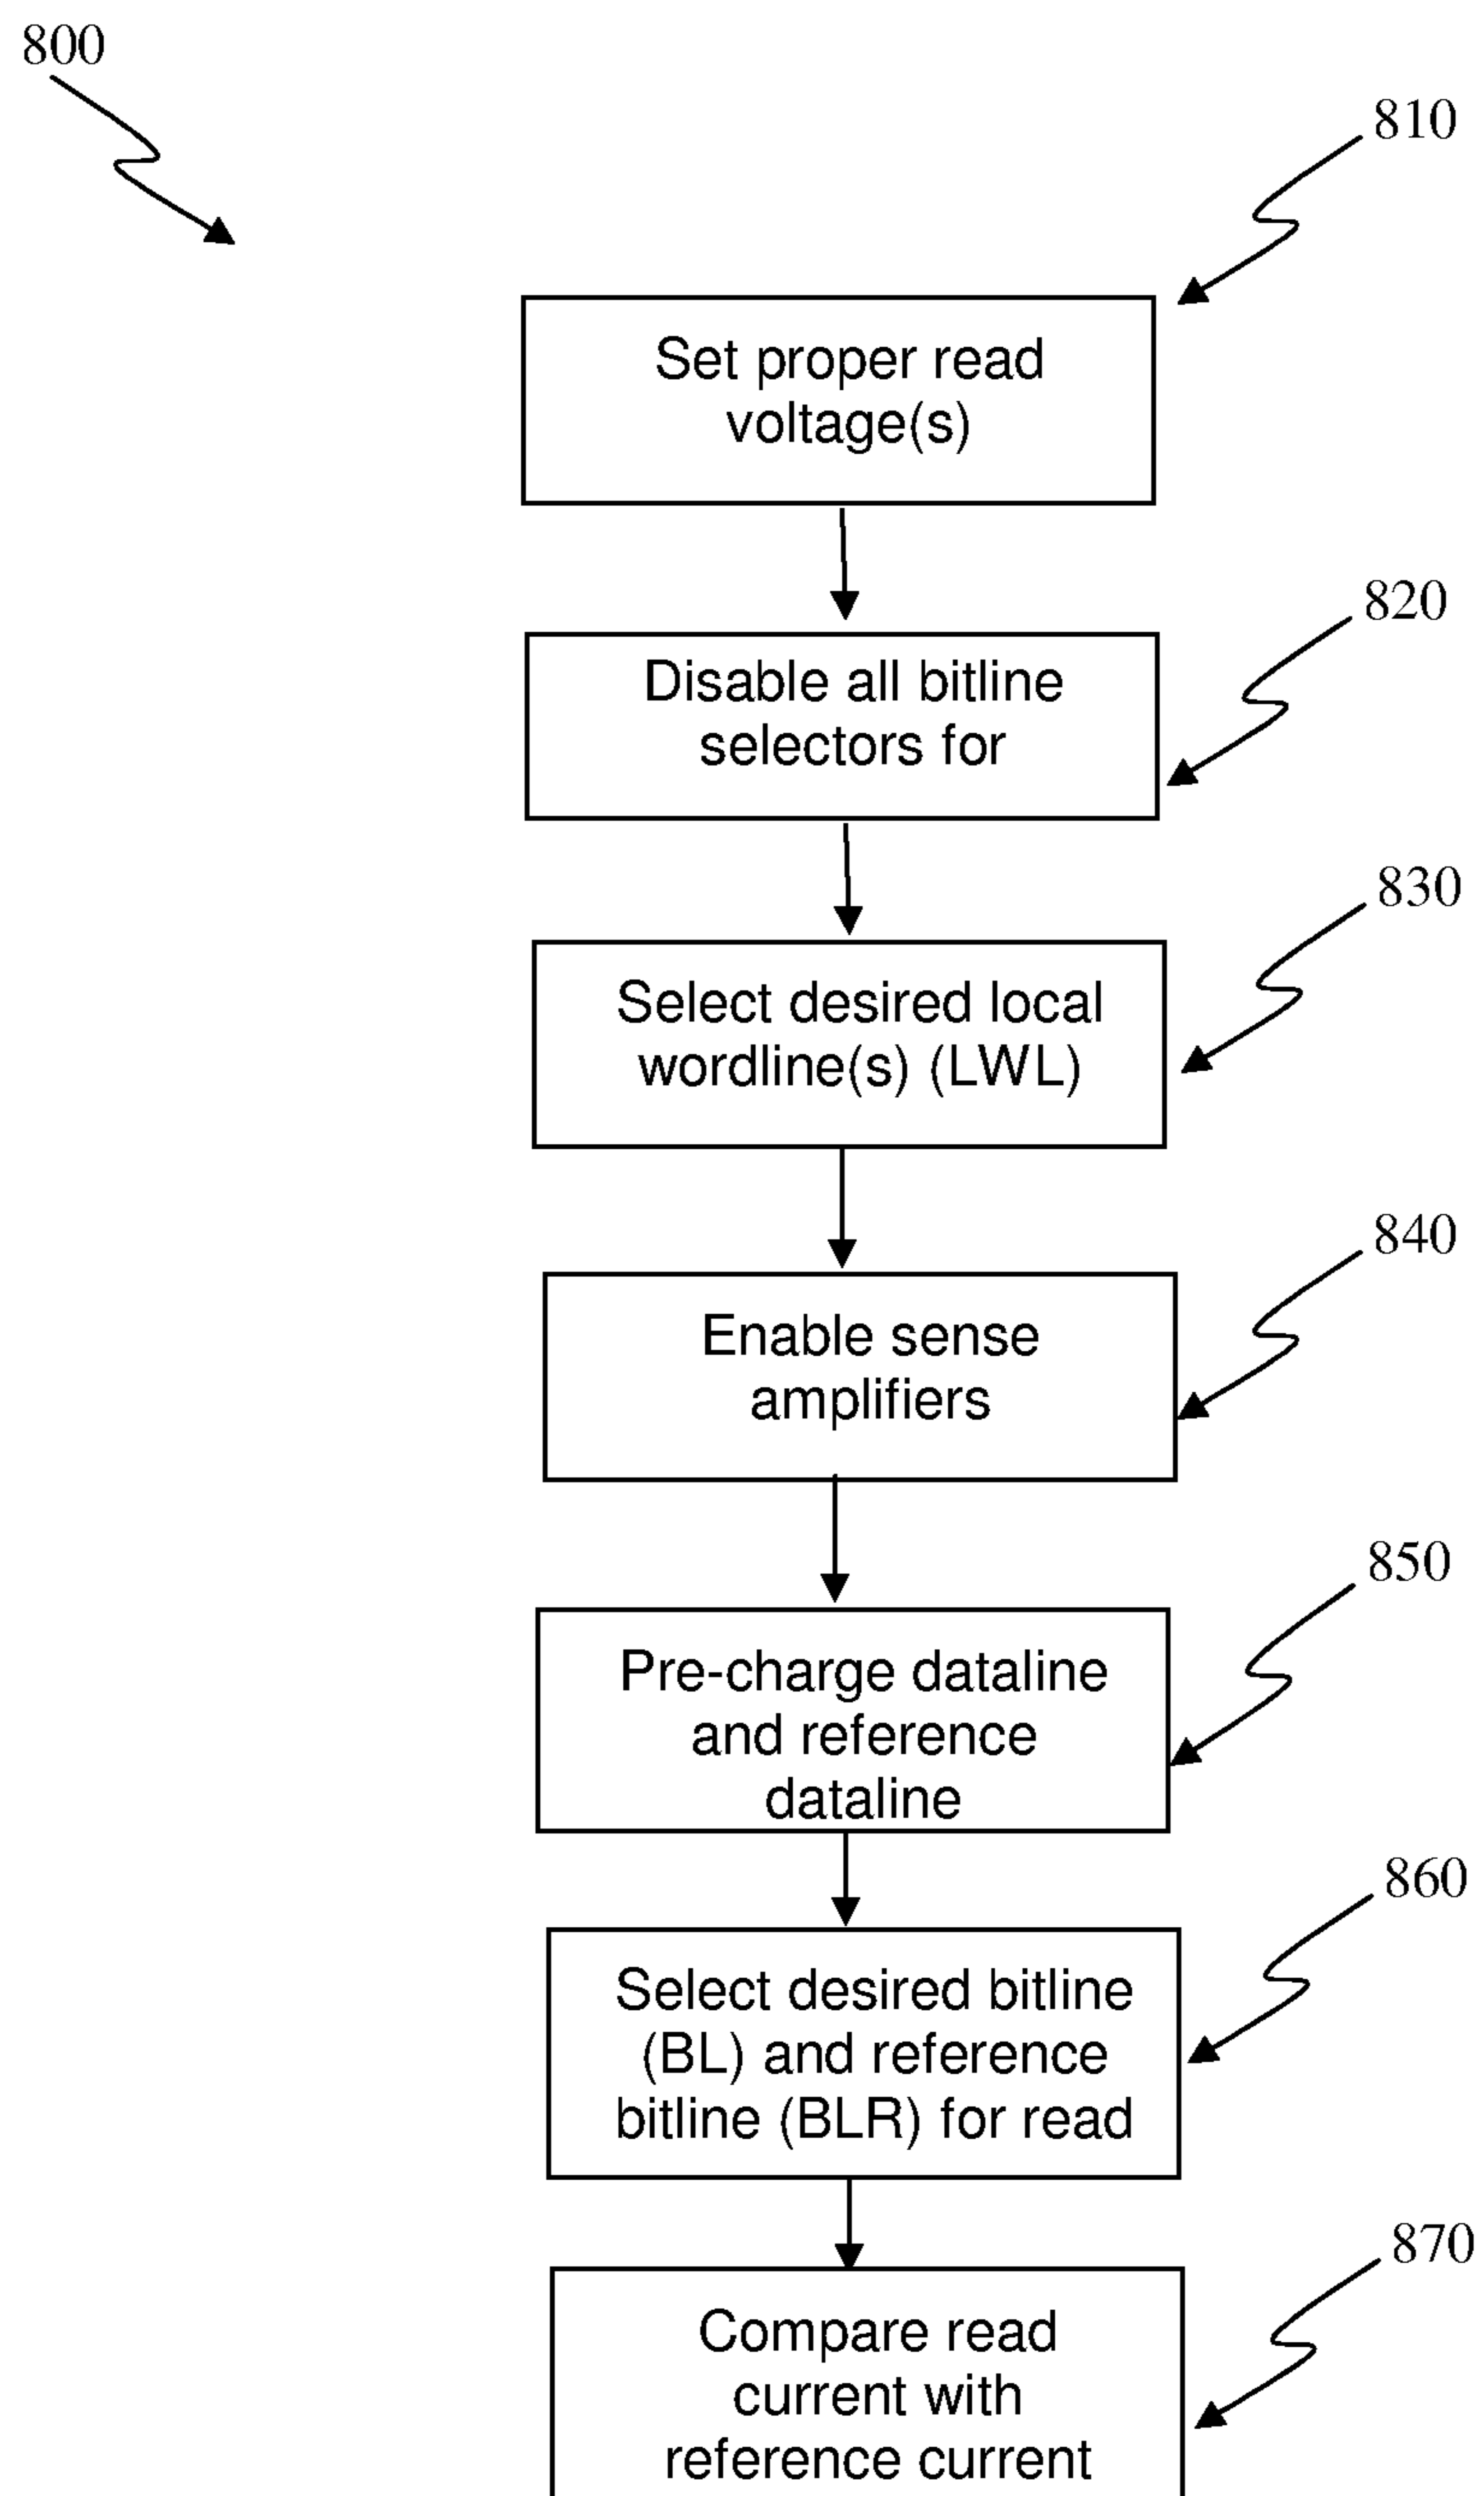 800
810
Set proper read
voltage(s)
820
Disable all bitline
selectors for
830
Select desired local
wordline(s) (LWL)
840
Enable sense
amplifiers
850
Pre-charge dataline
and reference
dataline
860
Select desired bitline
(BL) and reference
bitline (BLR) for read
870
Compare read
current with
reference current